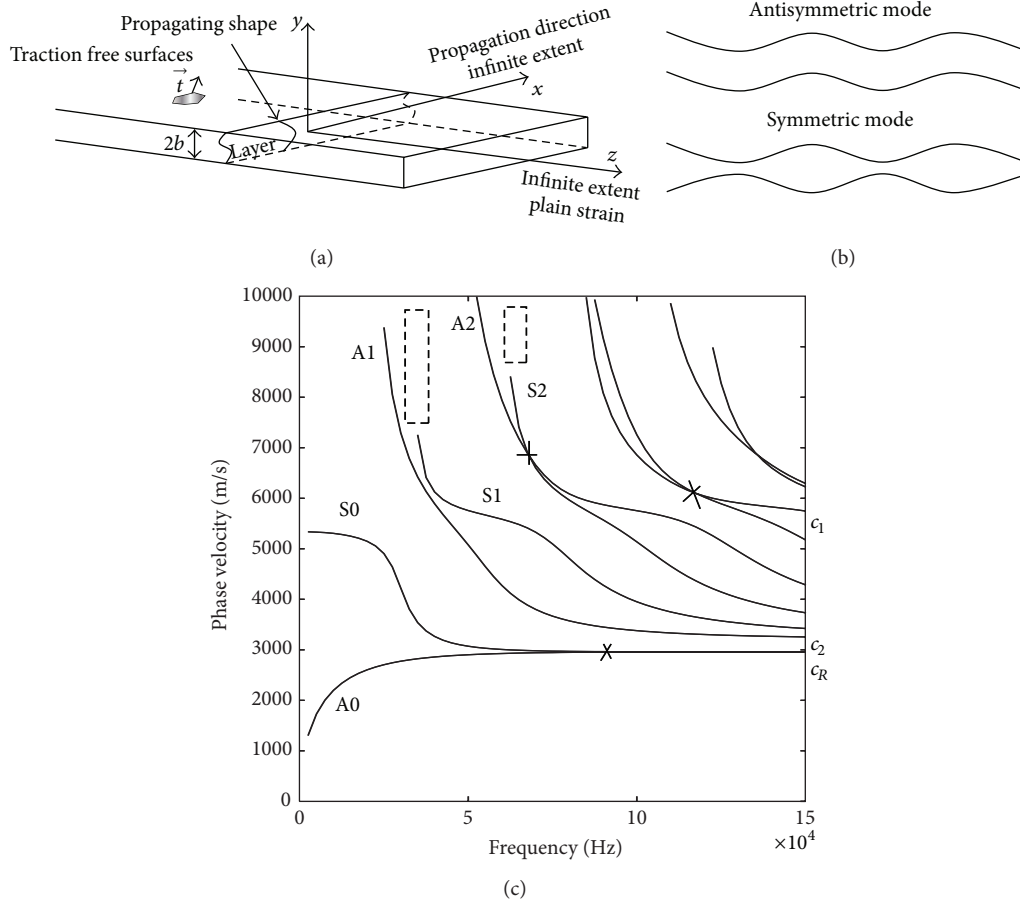 Propagating shape
Traction free surfaces
t
y
Propagation direction
infinite extent
x
2b
Layer
z
Infinite extent
plain strain
(a)
Antisymmetric mode
Symmetric mode
(b)
10000
9000
8000
7000
6000
5000
4000
3000
2000
1000
0
Phase velocity (m/s)
A1
A2
S2
S1
S0
A0
c1
c2
cR
5
10
15
×10^4
Frequency (Hz)
(c)